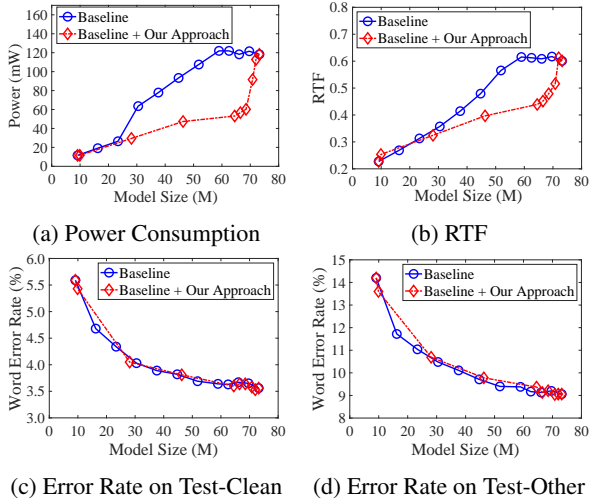 160
140
120
100
80
60
40
20
0
Power (mW)
Baseline
Baseline + Our Approach
0 10 20 30 40 50 60 70 80
Model Size (M)
(a) Power Consumption
0.8
0.7
0.6
0.5
0.4
0.3
0.2
RTF
Baseline
Baseline + Our Approach
0 10 20 30 40 50 60 70 80
Model Size (M)
(b) RTF
6.0
5.5
5.0
4.5
4.0
3.5
3.0
Word Error Rate (%)
Baseline
Baseline + Our Approach
0 10 20 30 40 50 60 70 80
Model Size (M)
(c) Error Rate on Test-Clean
15
14
13
12
11
10
9
8
Word Error Rate (%)
Baseline
Baseline + Our Approach
0 10 20 30 40 50 60 70 80
Model Size (M)
(d) Error Rate on Test-Other